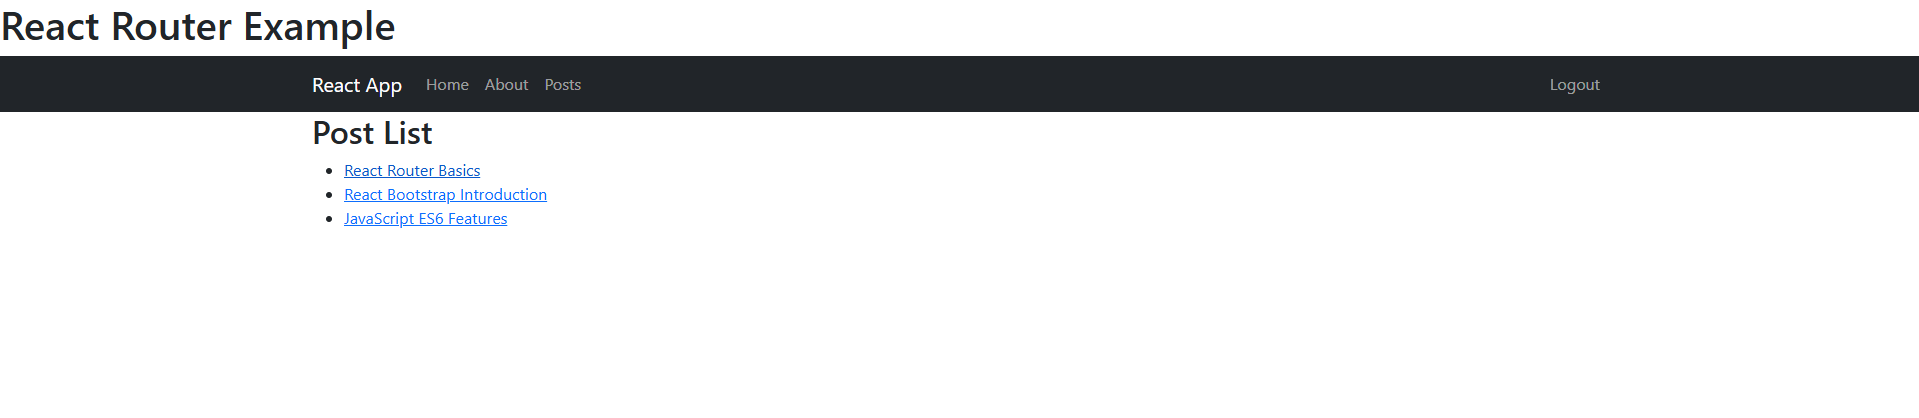 React Router Example
React App Home About Posts Logout
Post List
React Router Basics
React Bootstrap Introduction
JavaScript ES6 Features